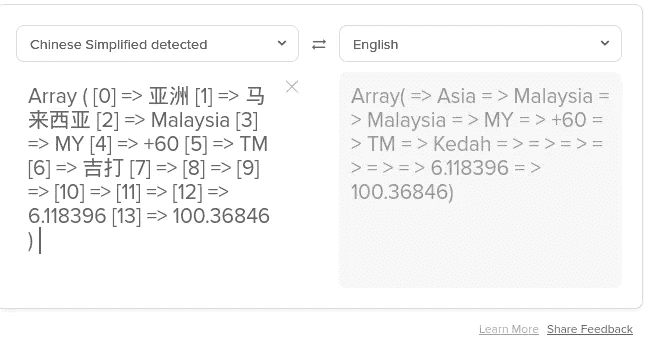 Chinese Simplified detected
English
Array ( [0] => 亚洲 [1] => 马
来西亚 [2] => Malaysia [3]
=> MY [4] => +60 [5] => TM
[6] => 吉打 [7] => [8] => [9]
=> [10] => [11] => [12] =>
6.118396 [13] => 100.36846
)
Array( => Asia = > Malaysia =
> Malaysia = > MY = > +60 =
> TM = > Kedah = > = > = > =
> = > = > 6.118396 = >
100.36846)
Learn More Share Feedback